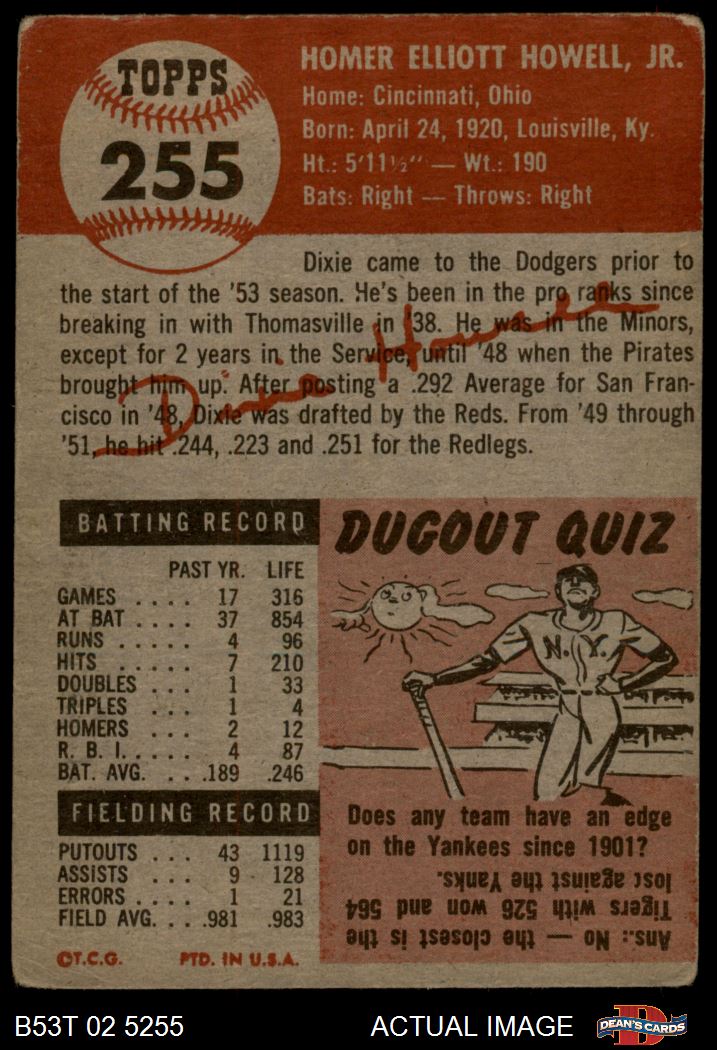 TOPPS
255
HOMER ELLIOTT HOWELL, JR.
Home: Cincinnati, Ohio
Born: April 24, 1920, Louisville, Ky.
Ht.: 5'11½" — Wt.: 190
Bats: Right — Throws: Right
Dixie came to the Dodgers prior to
the start of the '53 season. He's been in the pro ranks since
breaking in with Thomasville in '38. He was in the Minors,
except for 2 years in the Service, until '48 when the Pirates
brought him up. After posting a .292 Average for San Fran-
cisco in '48, Dixie was drafted by the Reds. From '49 through
'51, he hit .244, .223 and .251 for the Redlegs.
Dixie Howell
BATTING RECORD
PAST YR. LIFE
GAMES .... 17 316
AT BAT .... 37 854
RUNS ..... 4 96
HITS ..... 7 210
DOUBLES ... 1 33
TRIPLES ... 1 4
HOMERS ... 2 12
R. B. I. .... 4 87
BAT. AVG. ... .189 .246
FIELDING RECORD
PUTOUTS ... 43 1119
ASSISTS ... 9 128
ERRORS .... 1 21
FIELD AVG. ... .981 .983
©T.C.G. PTD. IN U.S.A.
DUGOUT QUIZ
N.Y.
Does any team have an edge
on the Yankees since 1901?
Ans.: No — the closest is the
Tigers with 526 won and 564
lost against the Yanks.
B53T 02 5255
ACTUAL IMAGE
D
DEAN'S CARDS